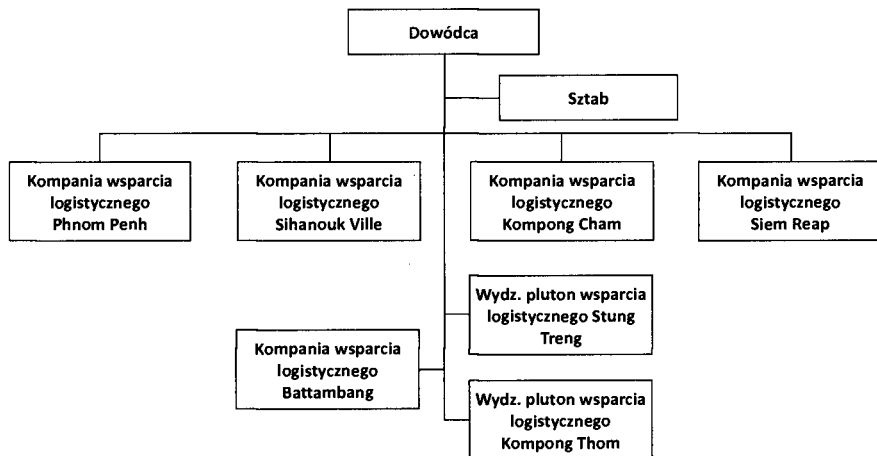 Dowódca
Sztab
Kompania wsparcia
logistycznego
Phnom Penh
Kompania wsparcia
logistycznego
Sihanouk Ville
Kompania wsparcia
logistycznego
Kompong Cham
Kompania wsparcia
logistycznego
Siem Reap
Wydz. pluton wsparcia
logistycznego Stung
Treng
Kompania wsparcia
logistycznego
Battambang
Wydz. pluton wsparcia
logistycznego
Kompong Thom